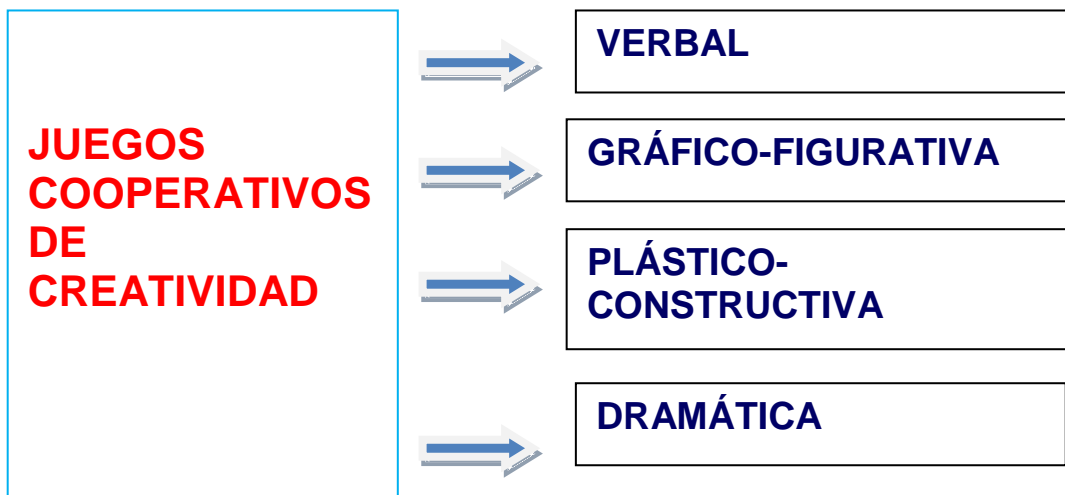 JUEGOS
COOPERATIVOS
DE
CREATIVIDAD
VERBAL
GRÁFICO-FIGURATIVA
PLÁSTICO-
CONSTRUCTIVA
DRAMÁTICA